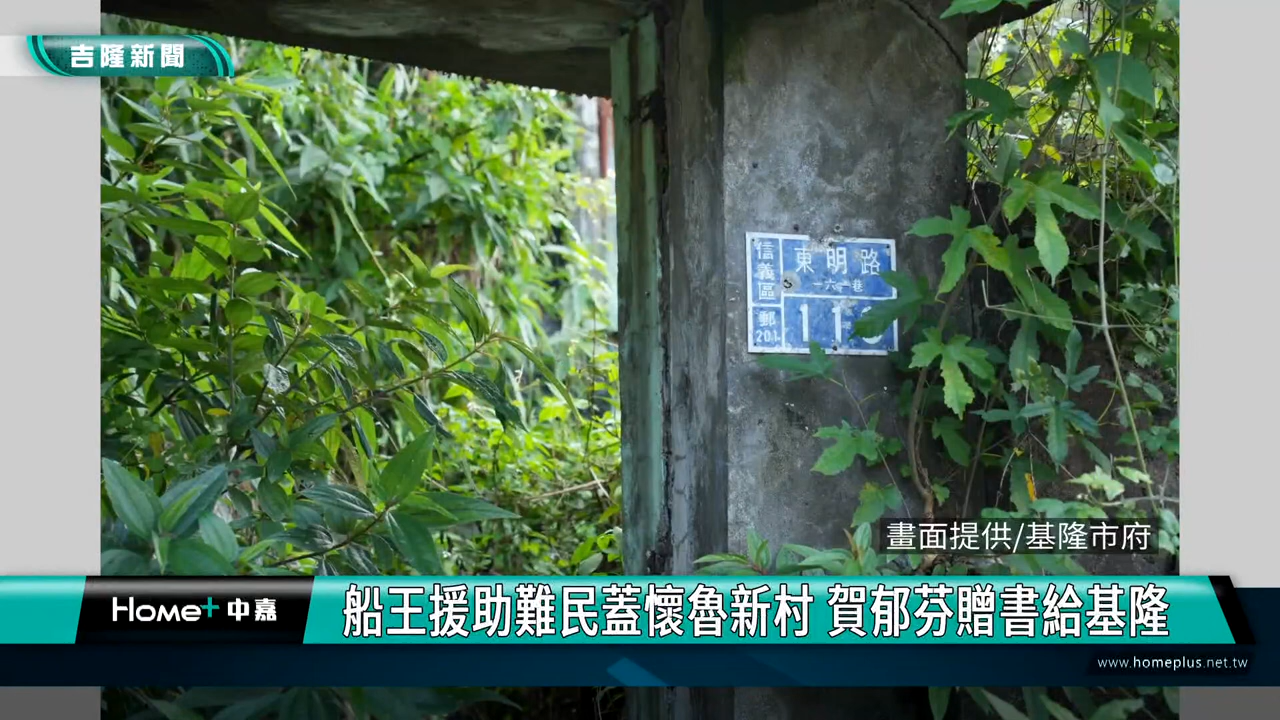 吉隆新聞
信義區
郵
201
東明路
一六一巷
畫面提供/基隆市府
Home+ 中嘉
船王援助難民蓋懷魯新村 賀郁芬贈書給基隆
www.homeplus.net.tw